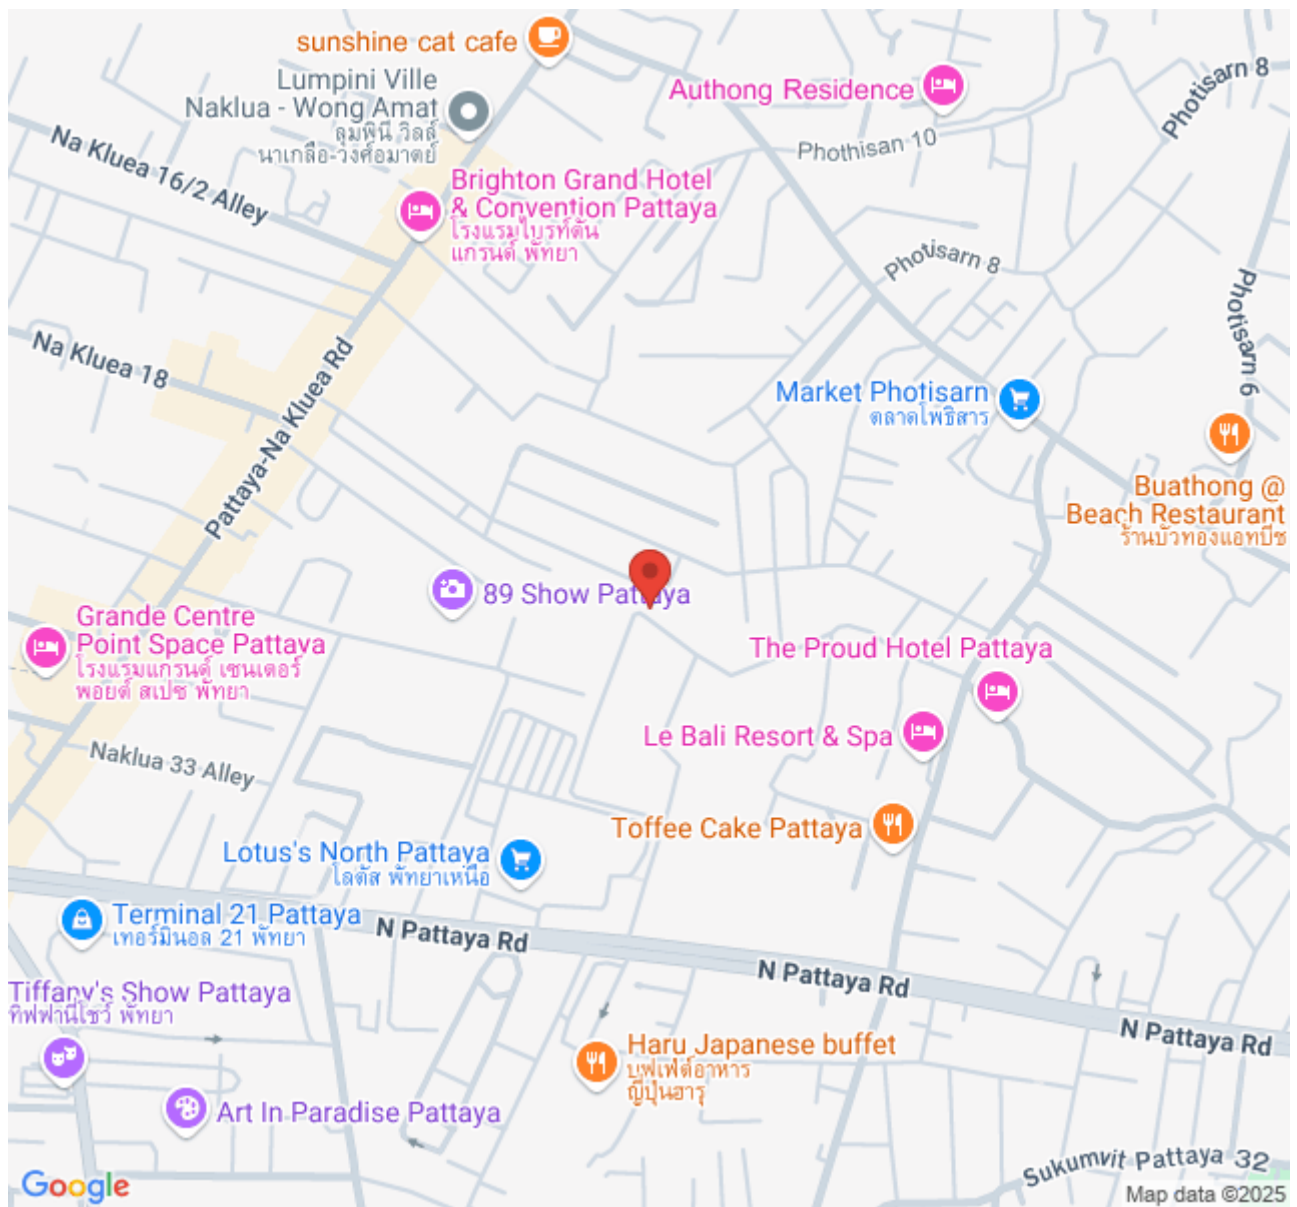 sunshine cat cafe
Lumpini Ville
Naklua - Wong Amat
ลุมพินี วิลล์
นาเกลือ-วงศ์อมาตย์
Authong Residence
Photisarn 8
Phothisan 10
Na Kluea 16/2 Alley
Brighton Grand Hotel
& Convention Pattaya
โรงแรมไบรท์ตัน
แกรนด์ พัทยา
Photisarn 8
Photisarn 6
Na Kluea 18
Pattaya-Na Kluea Rd
Market Photisarn
ตลาดโพธิสาร
Buathong @
Beach Restaurant
ร้านบัวทองแอทบีช
89 Show Pattaya
Grande Centre
Point Space Pattaya
โรงแรมแกรนด์ เซนเตอร์
พอยต์ สเปซ พัทยา
The Proud Hotel Pattaya
Le Bali Resort & Spa
Naklua 33 Alley
Toffee Cake Pattaya
Lotus's North Pattaya
โลตัส พัทยาเหนือ
Terminal 21 Pattaya
เทอร์มินอล 21 พัทยา
N Pattaya Rd
N Pattaya Rd
N Pattaya Rd
Tiffany's Show Pattaya
ทิฟฟานี่โชว์ พัทยา
Haru Japanese buffet
บุฟเฟ่ต์อาหาร
ญี่ปุ่นฮารุ
Art In Paradise Pattaya
Sukumvit Pattaya 32
Google
Map data ©2025